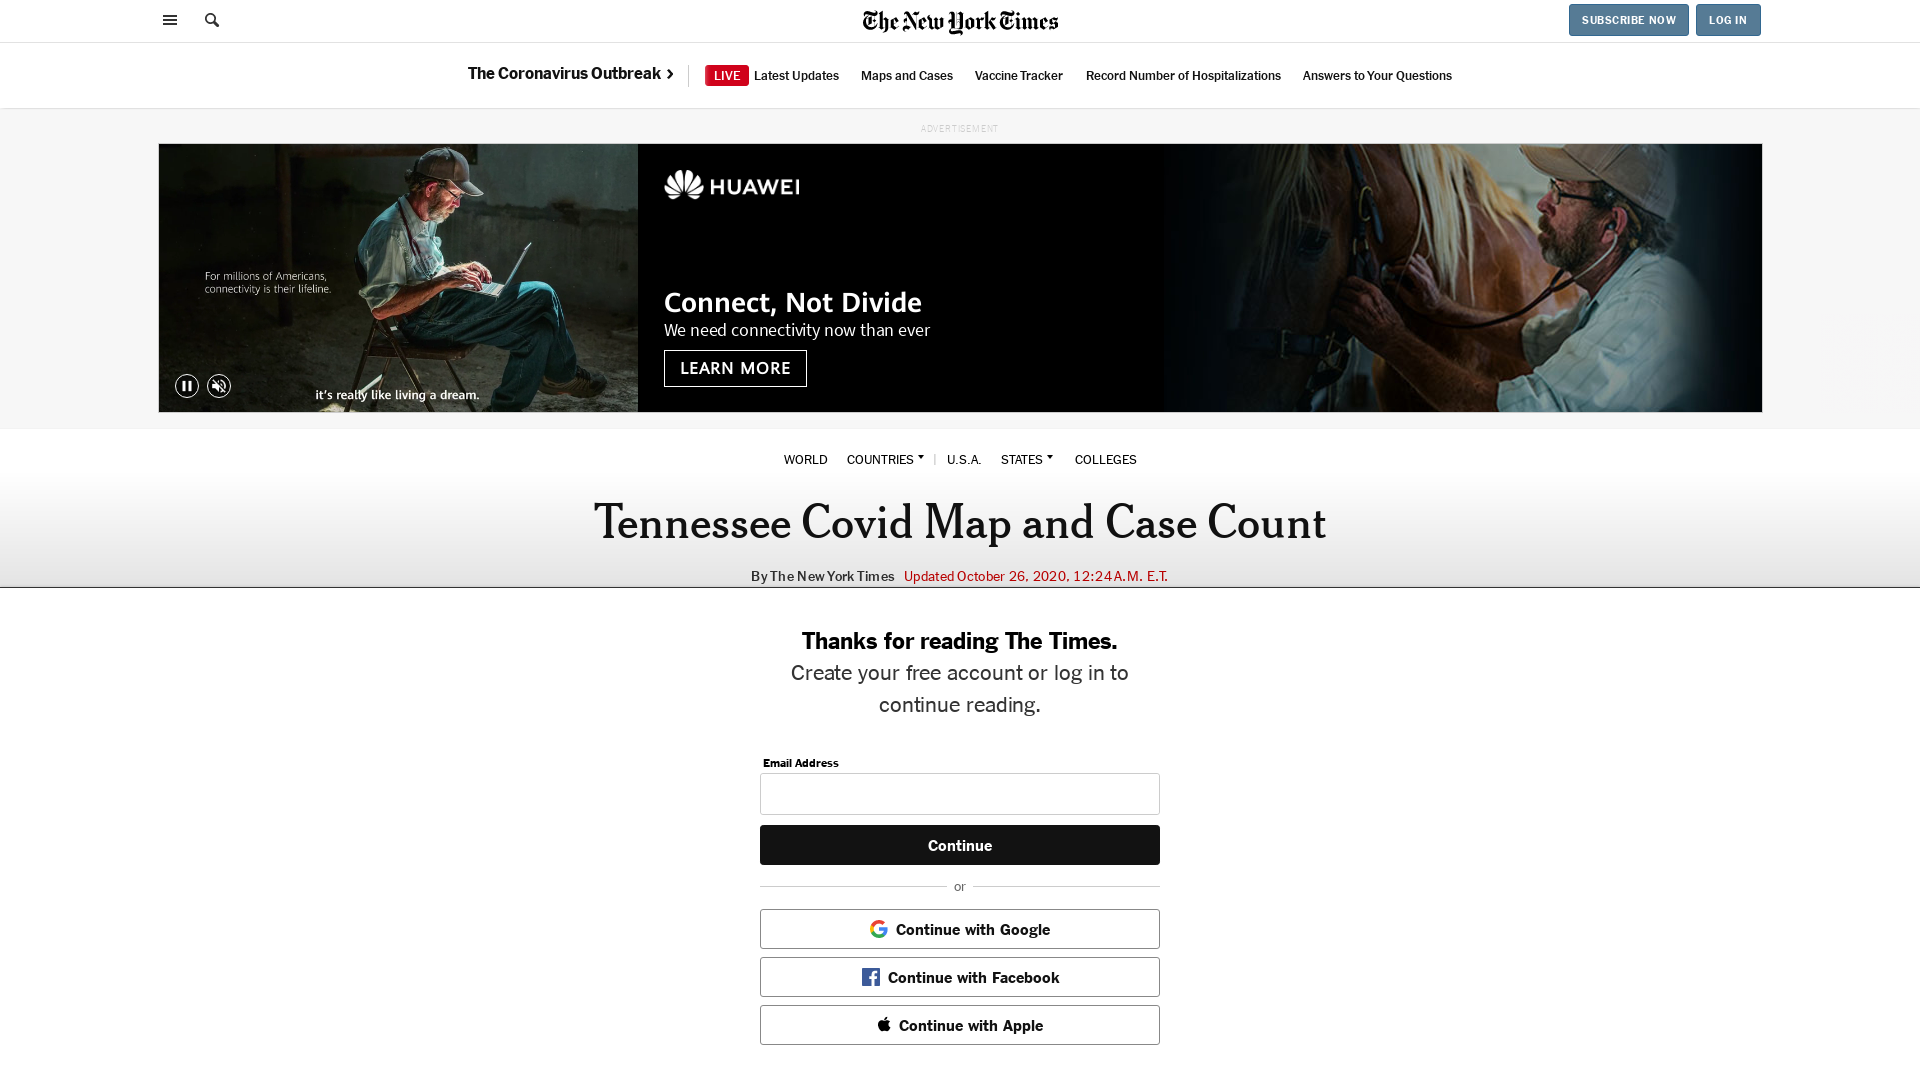 The New York Times
SUBSCRIBE NOW
LOG IN
The Coronavirus Outbreak
LIVE Latest Updates
Maps and Cases
Vaccine Tracker
Record Number of Hospitalizations
Answers to Your Questions
ADVERTISEMENT
For millions of Americans,
connectivity is their lifeline.
it's really like living a dream.
HUAWEI
Connect, Not Divide
We need connectivity now than ever
LEARN MORE
WORLD
COUNTRIES
U.S.A.
STATES
COLLEGES
Tennessee Covid Map and Case Count
By The New York Times Updated October 26, 2020, 12:24 A.M. E.T.
Thanks for reading The Times.
Create your free account or log in to
continue reading.
Email Address
Continue
or
Continue with Google
Continue with Facebook
Continue with Apple